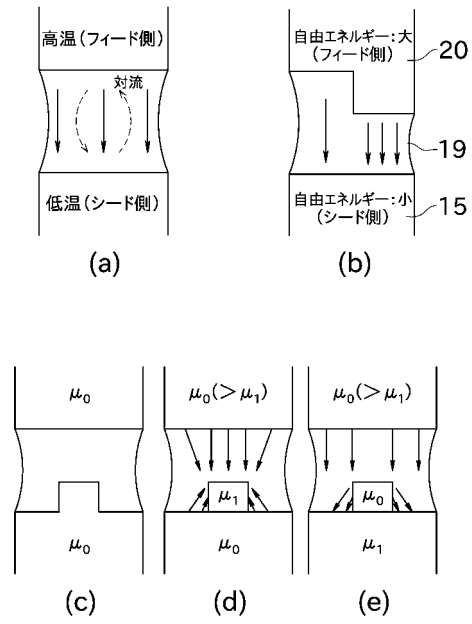 高温(フィード側)
対流
低温(シード側)
(a)
自由エネルギー:大
(フィード側)
20
19
自由エネルギー:小
(シード側)
15
(b)
μ0
μ0
(c)
μ0(>μ1)
μ1
μ0
(d)
μ0(>μ1)
μ0
μ1
(e)